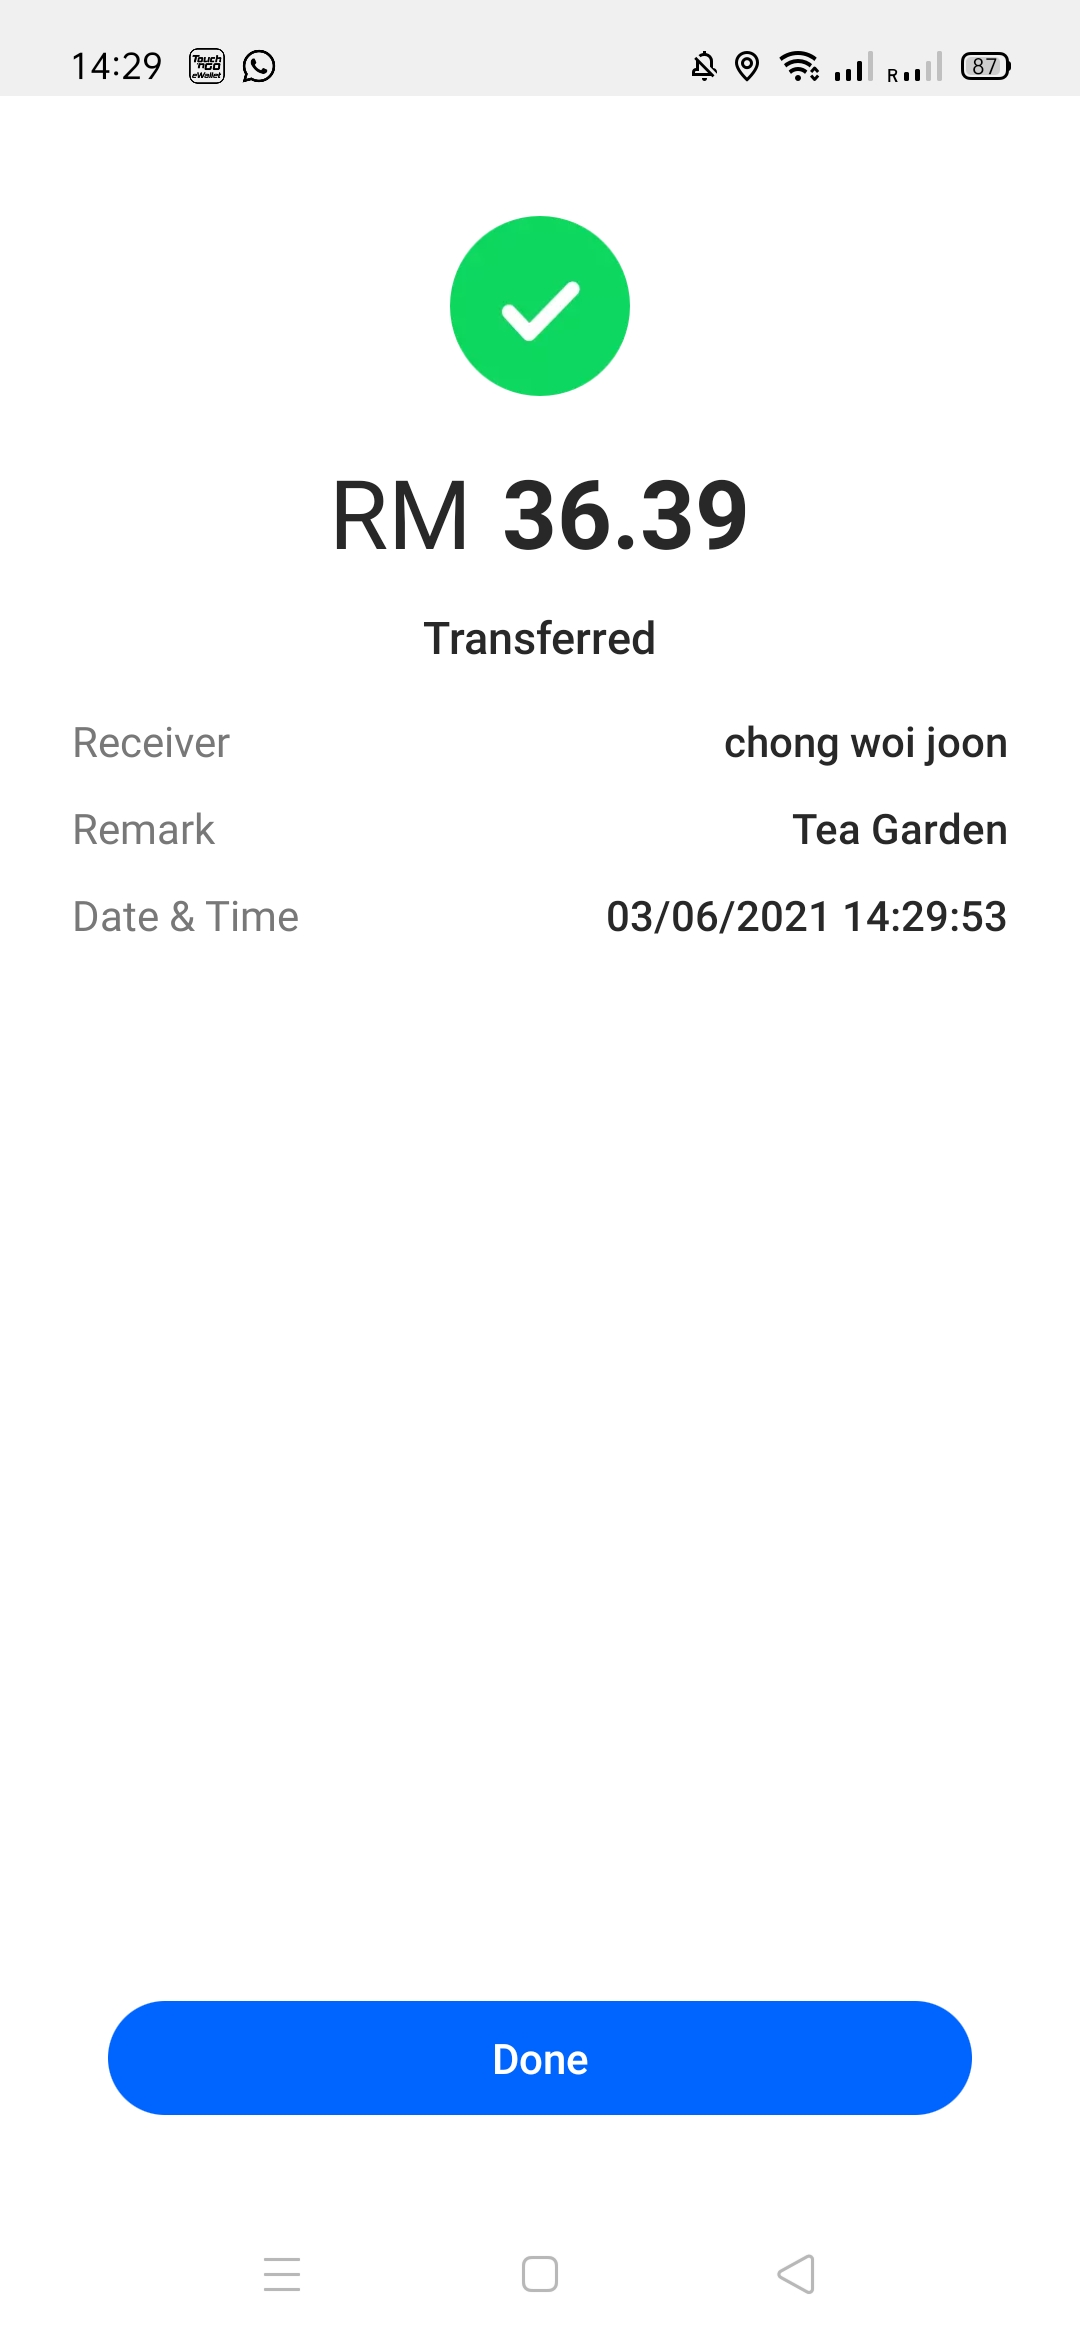 14:29 Touch 'n GO eWallet R 87
RM 36.39
Transferred
Receiver chong woi joon
Remark Tea Garden
Date & Time 03/06/2021 14:29:53
Done